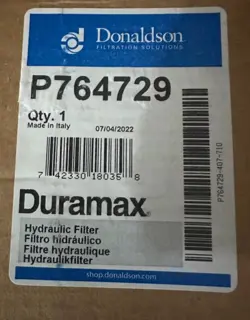 Donaldson
FILTRATION SOLUTIONS
P764729
Qty. 1
Made in Italy
07/04/2022
7 42330 18035 8
P764729-407-710
Duramax®
Hydraulic Filter
Filtro hidráulico
Filtre hydraulique
Hydraulikfilter
shop.donaldson.com